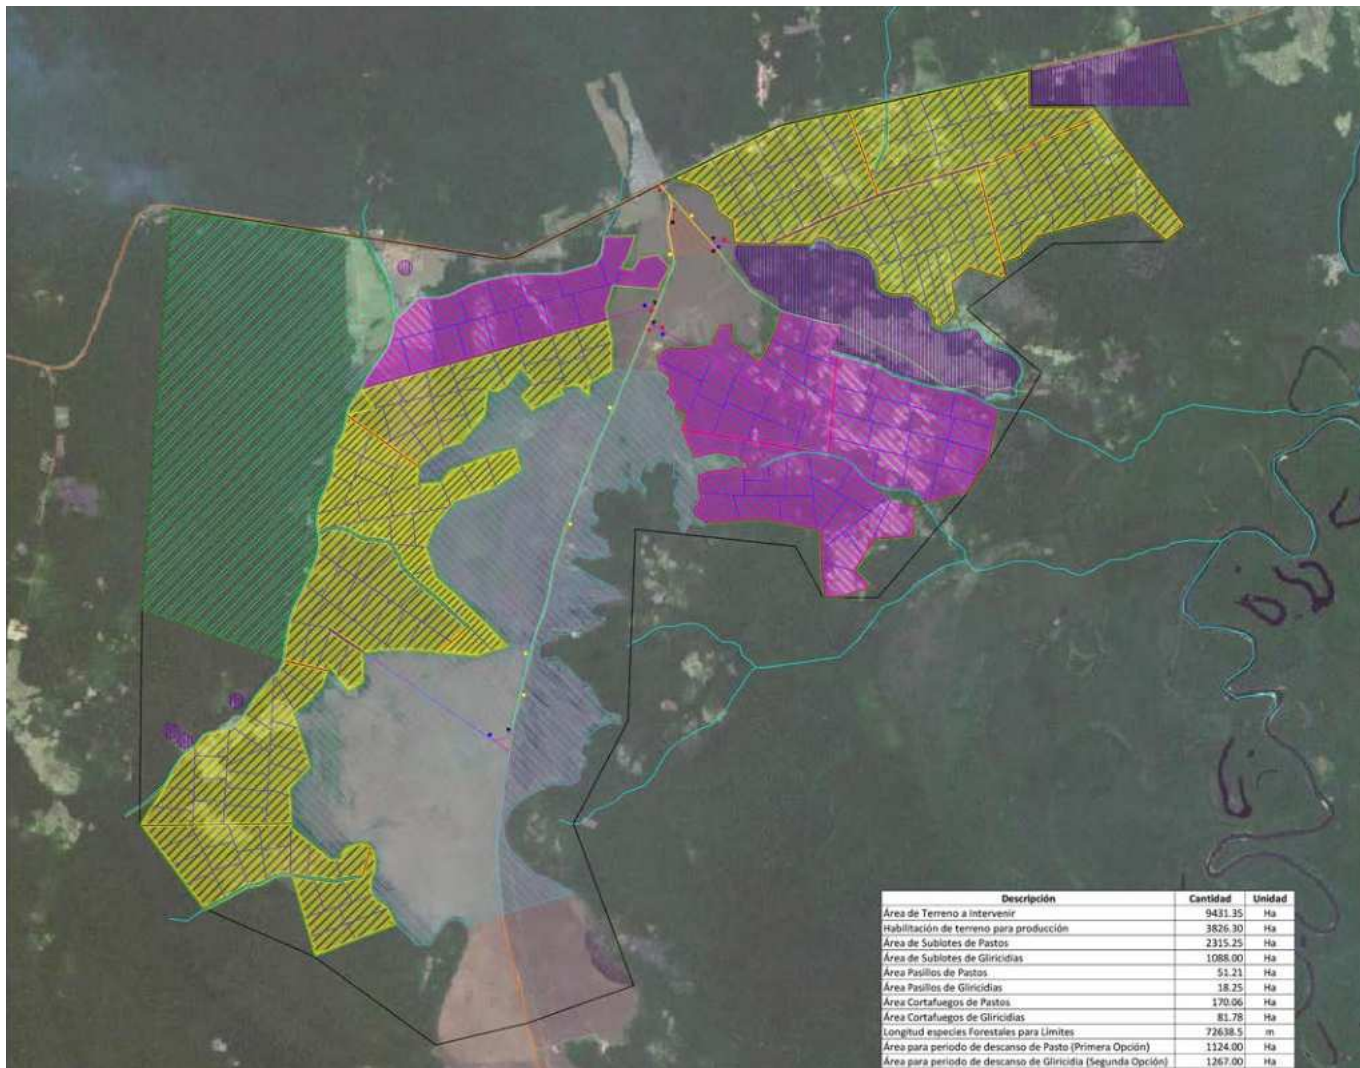 Descripción Cantidad Unidad
Área de Terreno a Intervenir 9431.35 Ha
Habilitación de terreno para producción 3826.30 Ha
Área de Sublotes de Pastos 2315.25 Ha
Área de Sublotes de Gliricidias 1088.00 Ha
Área Pasillos de Pastos 51.21 Ha
Área Pasillos de Gliricidias 18.25 Ha
Área Cortafuegos de Pastos 170.06 Ha
Área Cortafuegos de Gliricidias 81.78 Ha
Longitud especies Forestales para Límites 72638.5 m
Área para periodo de descanso de Pasto (Primera Opción) 1124.00 Ha
Área para periodo de descanso de Gliricidia (Segunda Opción) 1267.00 Ha